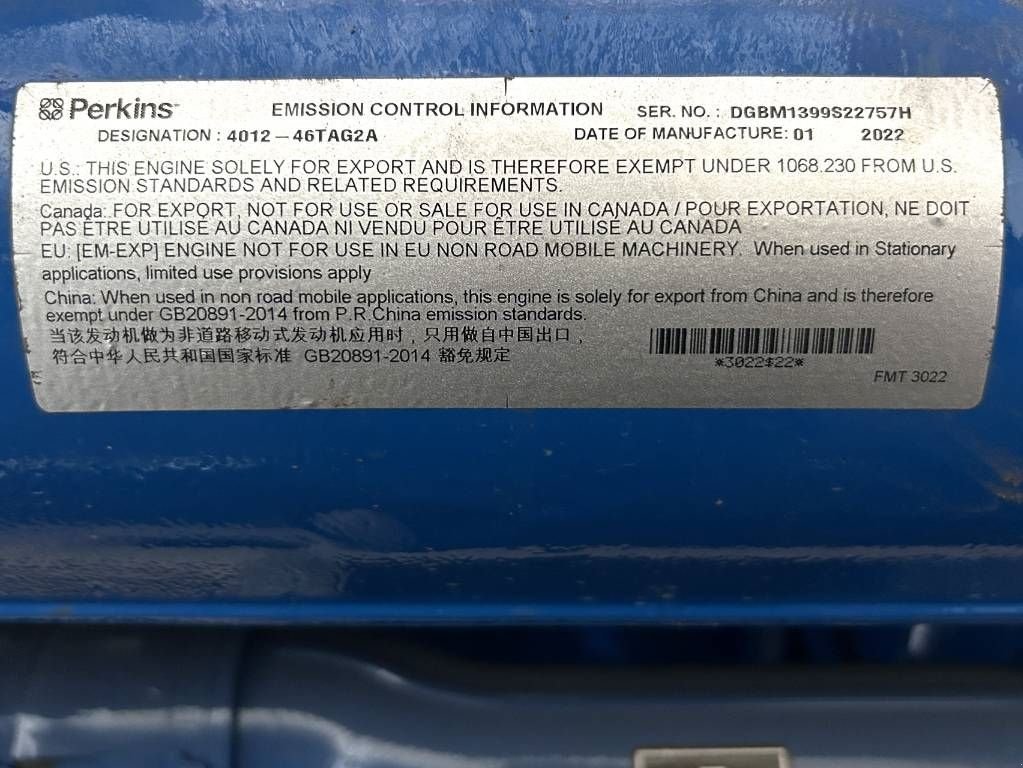 Perkins EMISSION CONTROL INFORMATION SER. NO. : DGBM1399S22757H
DESIGNATION : 4012-46TAG2A DATE OF MANUFACTURE: 01 2022
U.S.: THIS ENGINE SOLELY FOR EXPORT AND IS THEREFORE EXEMPT UNDER 1068.230 FROM U.S.
EMISSION STANDARDS AND RELATED REQUIREMENTS.
Canada: FOR EXPORT, NOT FOR USE OR SALE FOR USE IN CANADA / POUR EXPORTATION, NE DOIT
PAS ÊTRE UTILISE AU CANADA NI VENDU POUR ÊTRE UTILISE AU CANADA
EU: [EM-EXP] ENGINE NOT FOR USE IN EU NON ROAD MOBILE MACHINERY. When used in Stationary
applications, limited use provisions apply
China: When used in non road mobile applications, this engine is solely for export from China and is therefore
exempt under GB20891-2014 from P.R.China emission standards.
当该发动机做为非道路移动式发动机应用时，只用做自中国出口，
符合中华人民共和国国家标准 GB20891-2014 豁免规定
*3022$22*
FMT 3022